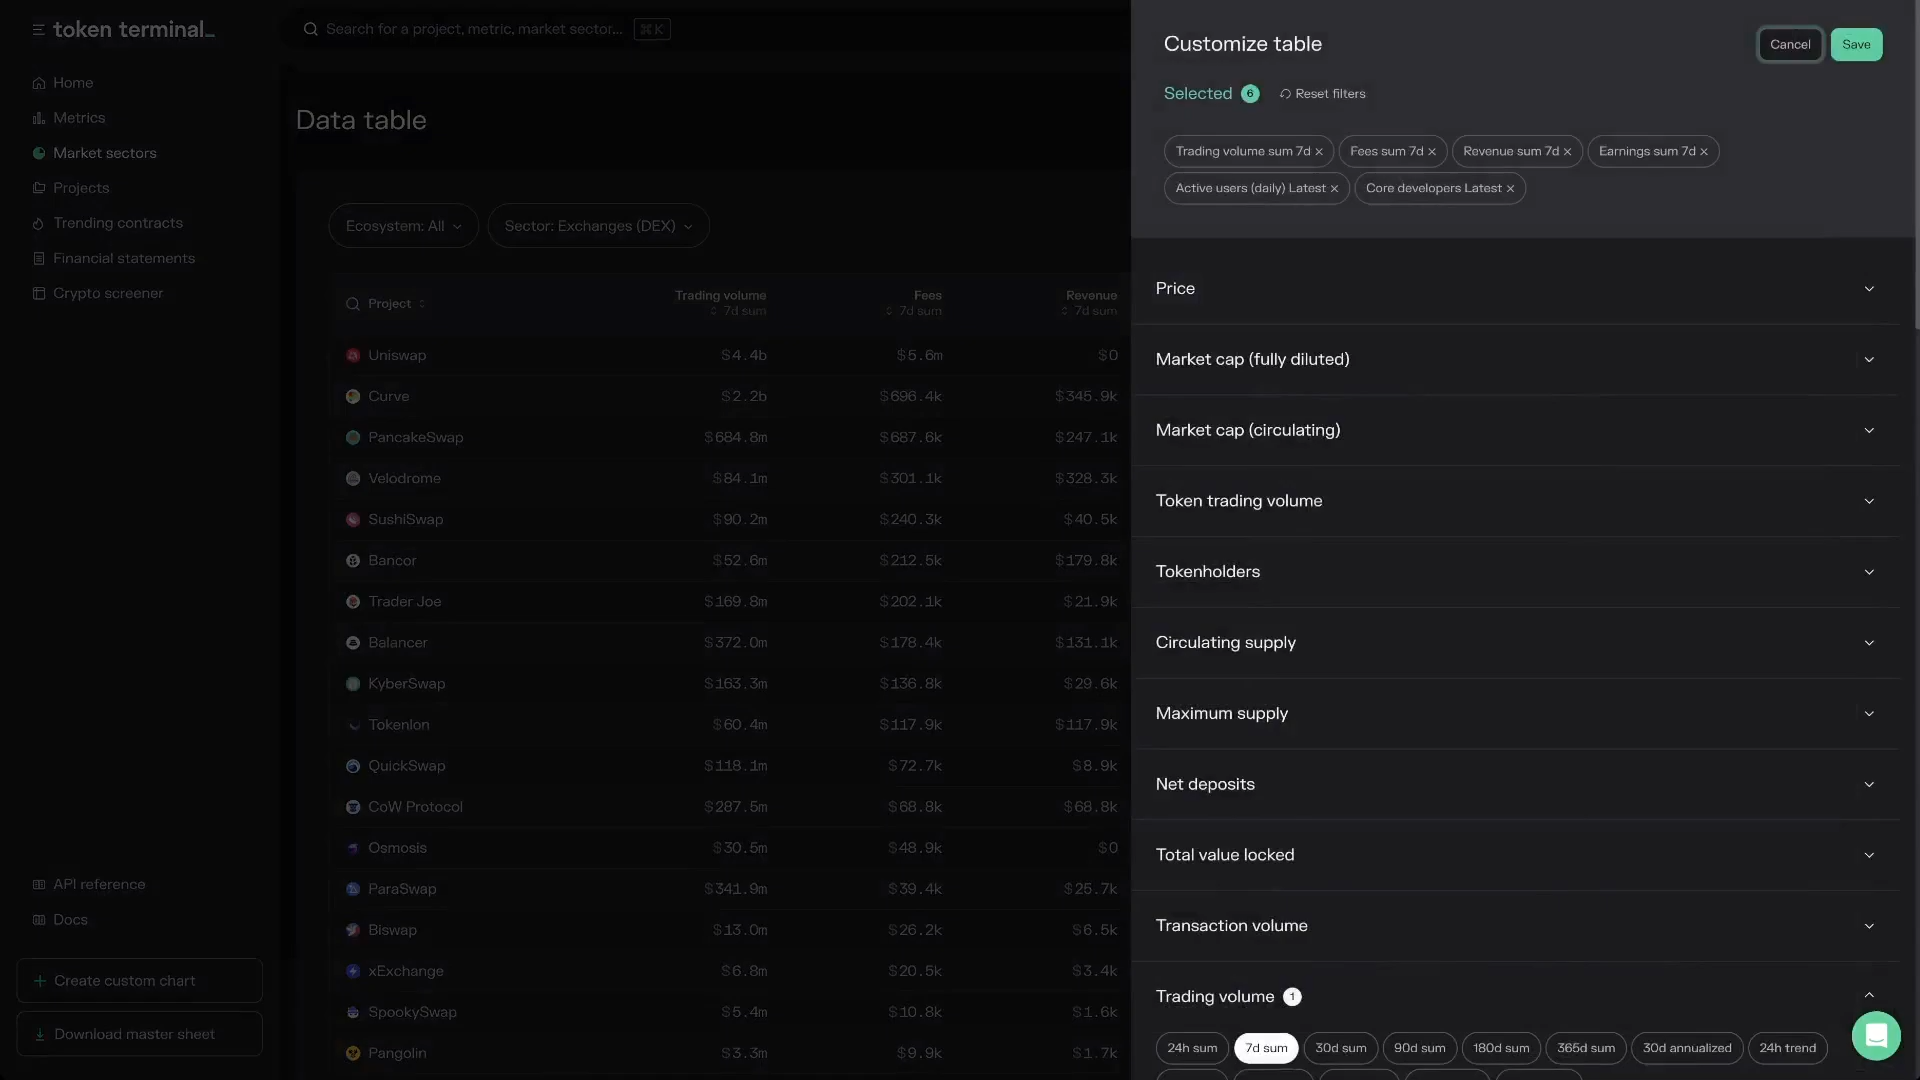 token terminal_
Search for a project, metric, market sector... ⌘ K
Home
Metrics
Market sectors
Projects
Trending contracts
Financial statements
Crypto screener
API reference
Docs
Create custom chart
Download master sheet
Data table
Ecosystem: All
Sector: Exchanges (DEX)
Project Trading volume 7d sum Fees 7d sum Revenue 7d sum
Uniswap $4.4b $5.6m $0
Curve $2.2b $696.4k $345.9k
PancakeSwap $684.8m $687.6k $247.1k
Velodrome $84.1m $301.1k $328.3k
SushiSwap $90.2m $240.3k $40.5k
Bancor $52.6m $212.5k $179.8k
Trader Joe $169.8m $202.1k $21.9k
Balancer $372.0m $178.4k $131.1k
KyberSwap $163.3m $136.8k $29.6k
Tokenlon $60.4m $117.9k $117.9k
QuickSwap $118.1m $72.7k $8.9k
CoW Protocol $287.5m $68.8k $68.8k
Osmosis $30.5m $48.9k $0
ParaSwap $341.9m $39.4k $25.7k
Biswap $13.0m $26.2k $6.5k
xExchange $6.8m $20.5k $3.4k
SpookySwap $5.4m $10.8k $1.6k
Pangolin $3.3m $9.9k $1.7k
Customize table
Cancel
Save
Selected 6 Reset filters
Trading volume sum 7d × Fees sum 7d × Revenue sum 7d × Earnings sum 7d ×
Active users (daily) Latest × Core developers Latest ×
Price
Market cap (fully diluted)
Market cap (circulating)
Token trading volume
Tokenholders
Circulating supply
Maximum supply
Net deposits
Total value locked
Transaction volume
Trading volume 1
24h sum 7d sum 30d sum 90d sum 180d sum 365d sum 30d annualized 24h trend